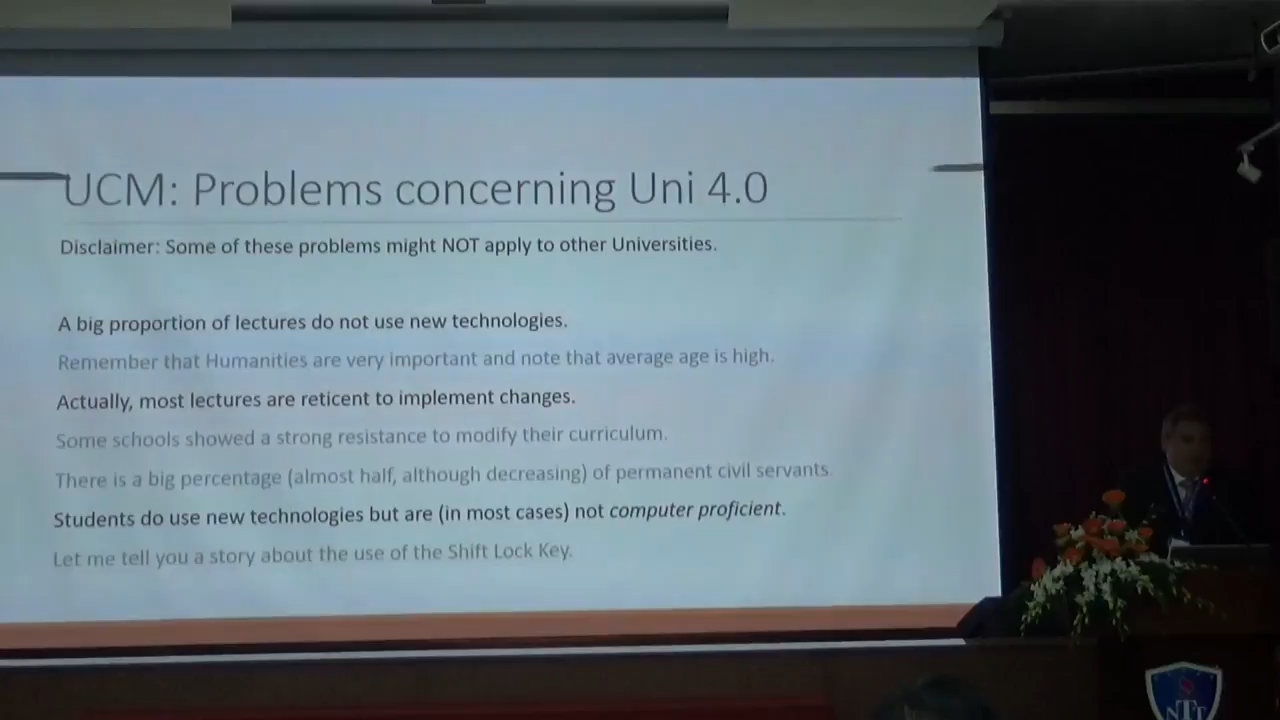 UCM: Problems concerning Uni 4.0
Disclaimer: Some of these problems might NOT apply to other Universities.
A big proportion of lectures do not use new technologies.
Remember that Humanities are very important and note that average age is high.
Actually, most lectures are reticent to implement changes.
Some schools showed a strong resistance to modify their curriculum.
There is a big percentage (almost half, although decreasing) of permanent civil servants.
Students do use new technologies but are (in most cases) not computer proficient.
Let me tell you a story about the use of the Shift Lock Key.